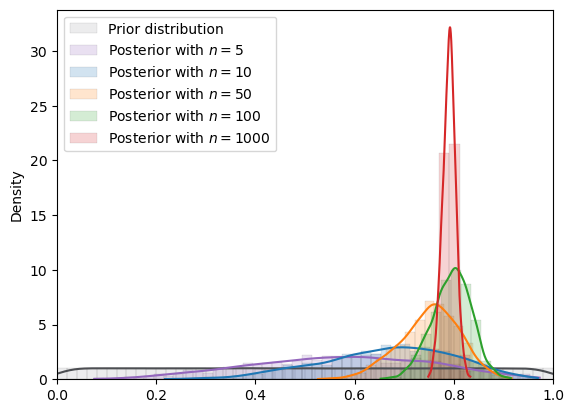 Prior distribution
Posterior with n = 5
Posterior with n = 10
Posterior with n = 50
Posterior with n = 100
Posterior with n = 1000
Density
30
25
20
15
10
5
0
0.0 0.2 0.4 0.6 0.8 1.0